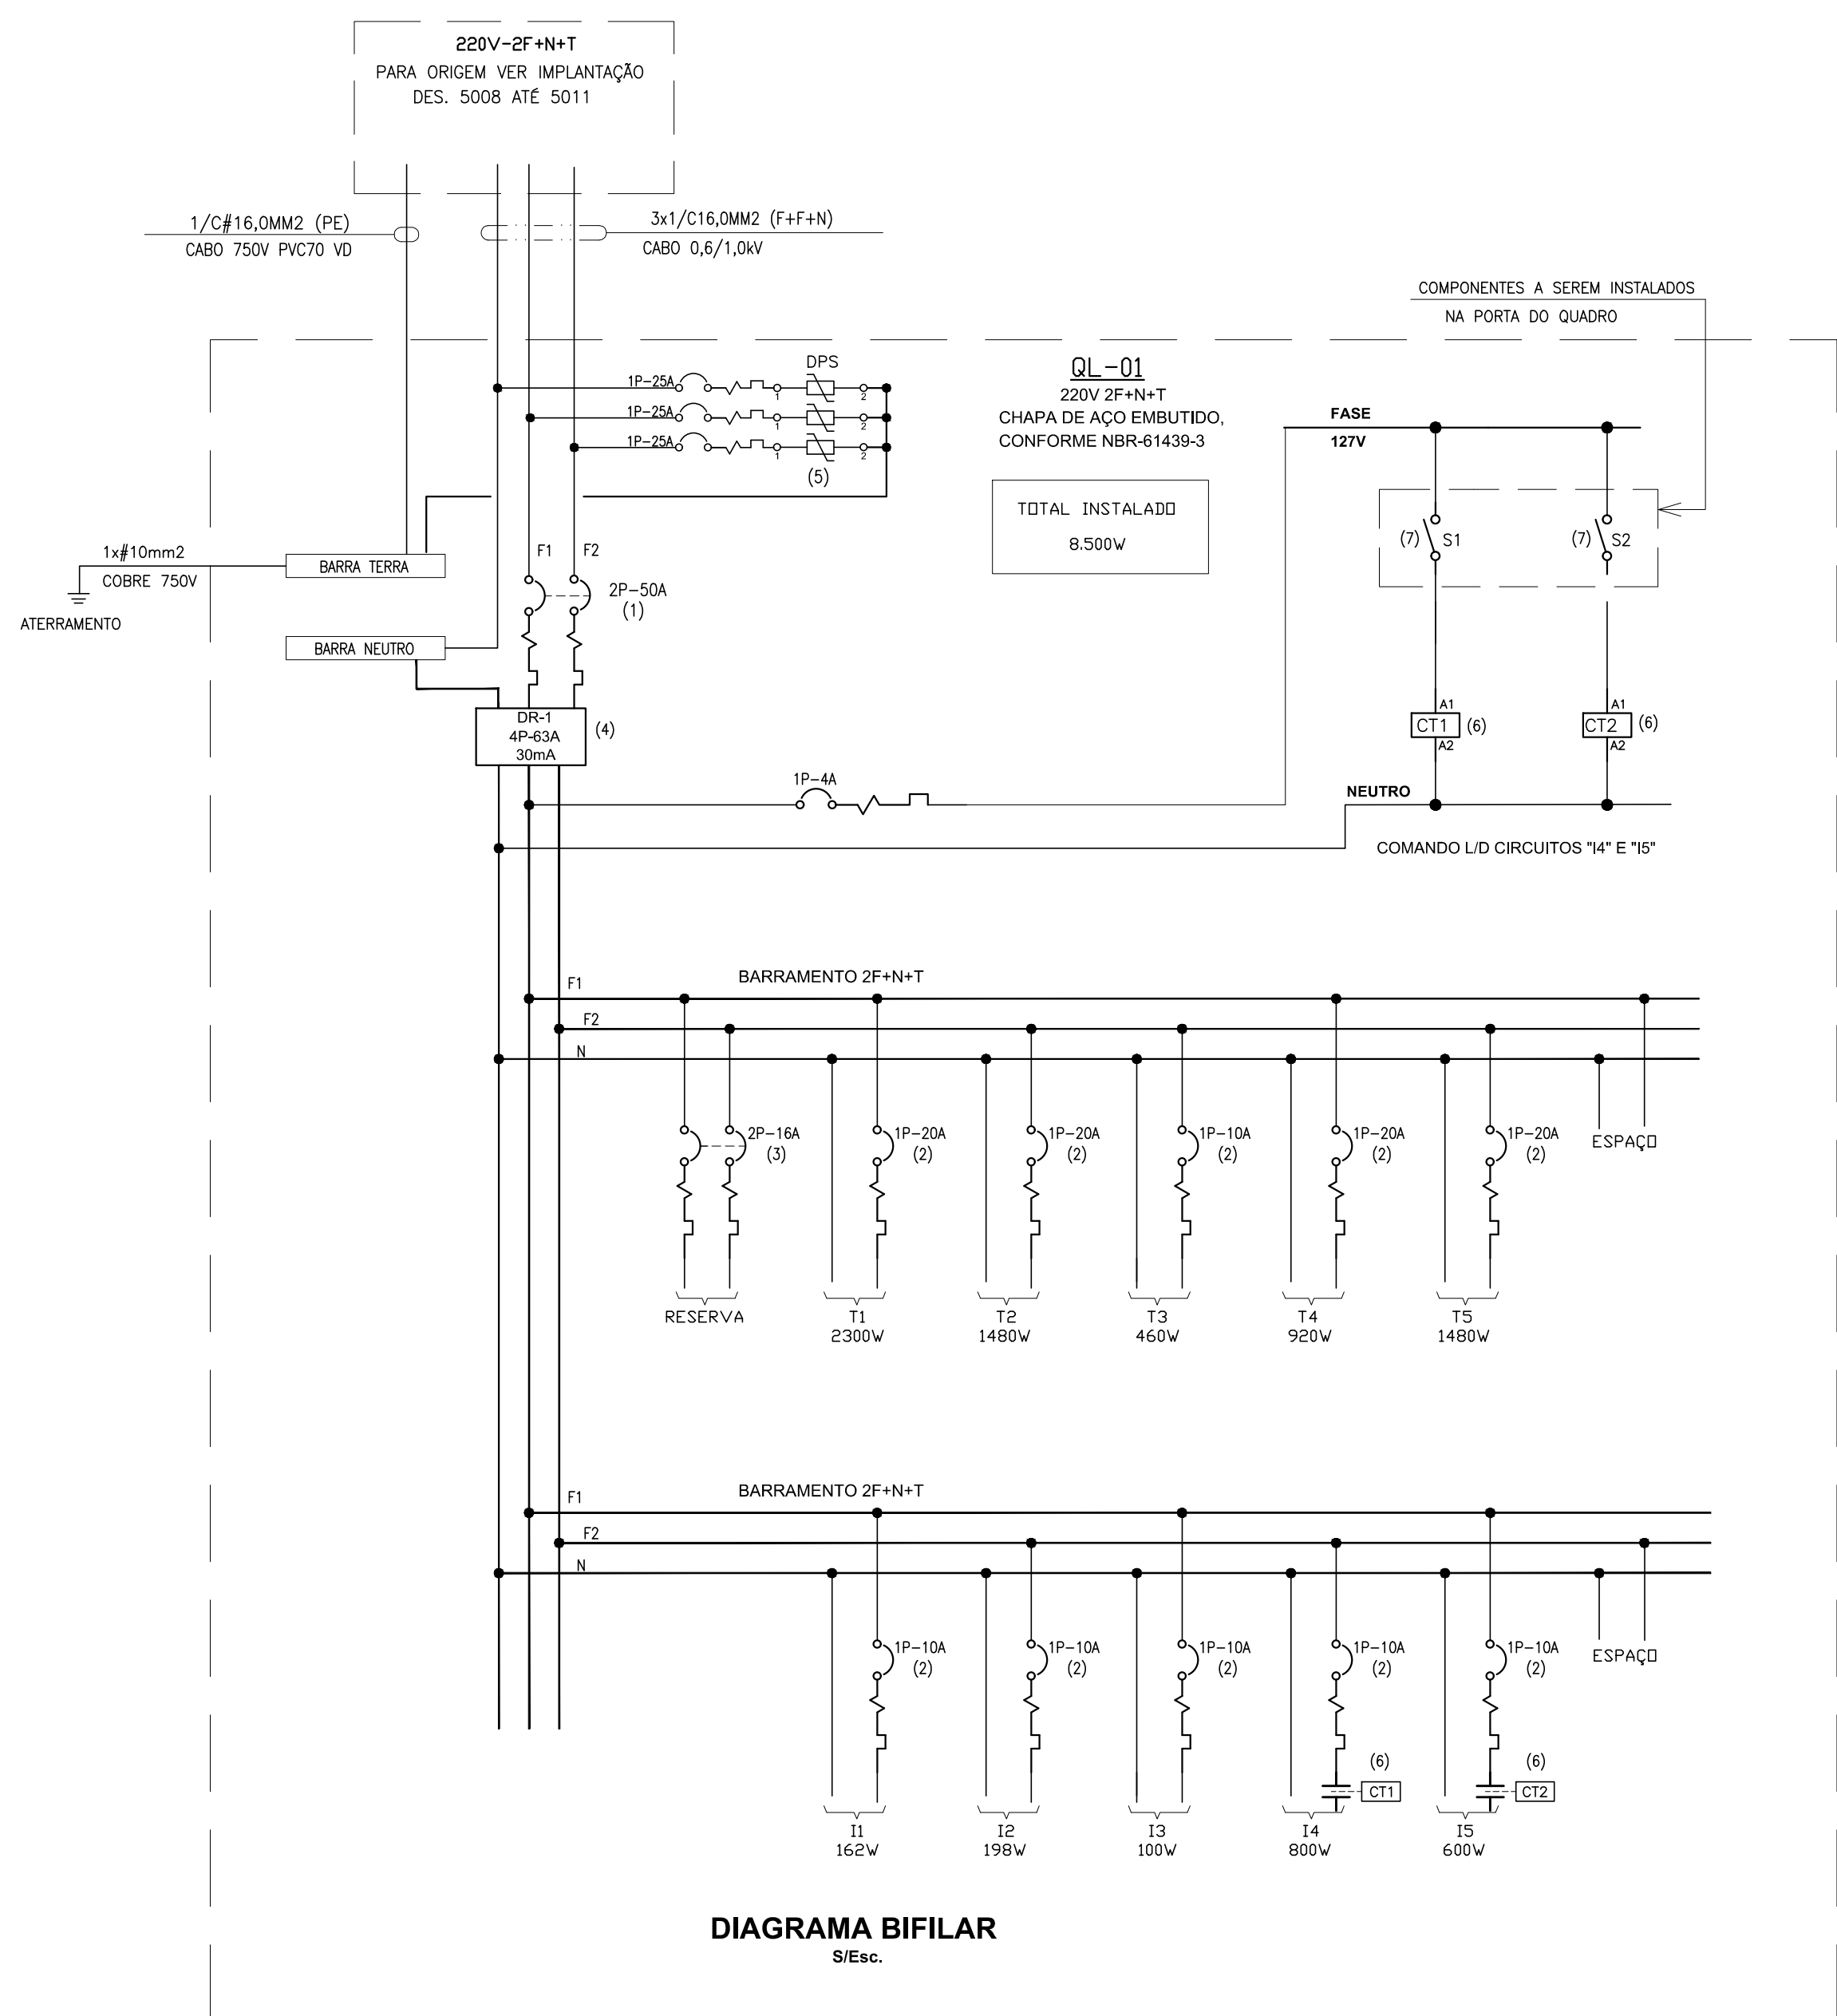 220V-2F+N+T
PARA ORIGEM VER IMPLANTAÇÃO
DES. 5008 ATÉ 5011
1/C#16,0MM2 (PE)
CABO 750V PVC70 VD
3x1/C16,0MM2 (F+F+N)
CABO 0,6/1,0kV
COMPONENTES A SEREM INSTALADOS
NA PORTA DO QUADRO
DPS
1P-25A
1
2
1P-25A
1
2
1P-25A
1
2
(5)
QL-01
220V 2F+N+T
CHAPA DE AÇO EMBUTIDO,
CONFORME NBR-61439-3
TOTAL INSTALADO
8.500W
FASE
127V
(7) S1
(7) S2
1x#10mm2
COBRE 750V
ATERRAMENTO
BARRA TERRA
BARRA NEUTRO
F1
F2
2P-50A
(1)
DR-1
4P-63A
30mA
(4)
A1
CT1 (6)
A2
A1
CT2 (6)
A2
1P-4A
NEUTRO
COMANDO L/D CIRCUITOS "I4" E "I5"
BARRAMENTO 2F+N+T
F1
F2
N
2P-16A
(3)
1P-20A
(2)
1P-20A
(2)
1P-10A
(2)
1P-20A
(2)
1P-20A
(2)
ESPAÇO
RESERVA
T1
2300W
T2
1480W
T3
460W
T4
920W
T5
1480W
BARRAMENTO 2F+N+T
F1
F2
N
1P-10A
(2)
1P-10A
(2)
1P-10A
(2)
1P-10A
(2)
1P-10A
(2)
ESPAÇO
(6)
CT1
(6)
CT2
I1
162W
I2
198W
I3
100W
I4
800W
I5
600W
DIAGRAMA BIFILAR
S/Esc.